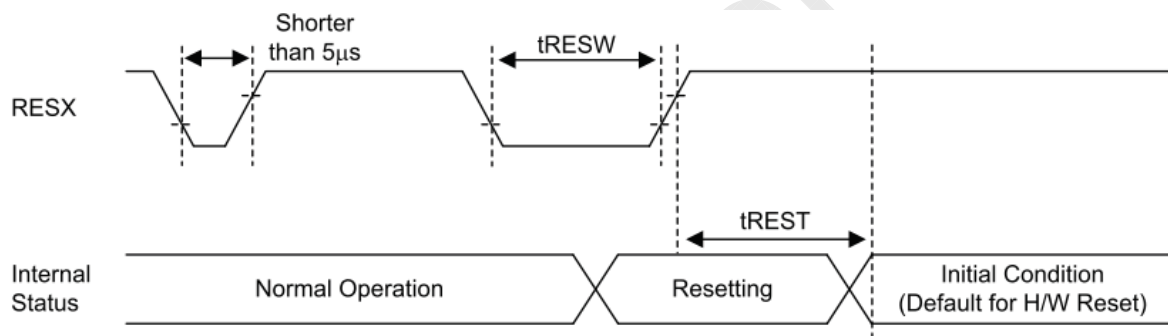 Shorter
than 5µs
tRESW
RESX
tREST
Internal
Status
Normal Operation
Resetting
Initial Condition
(Default for H/W Reset)